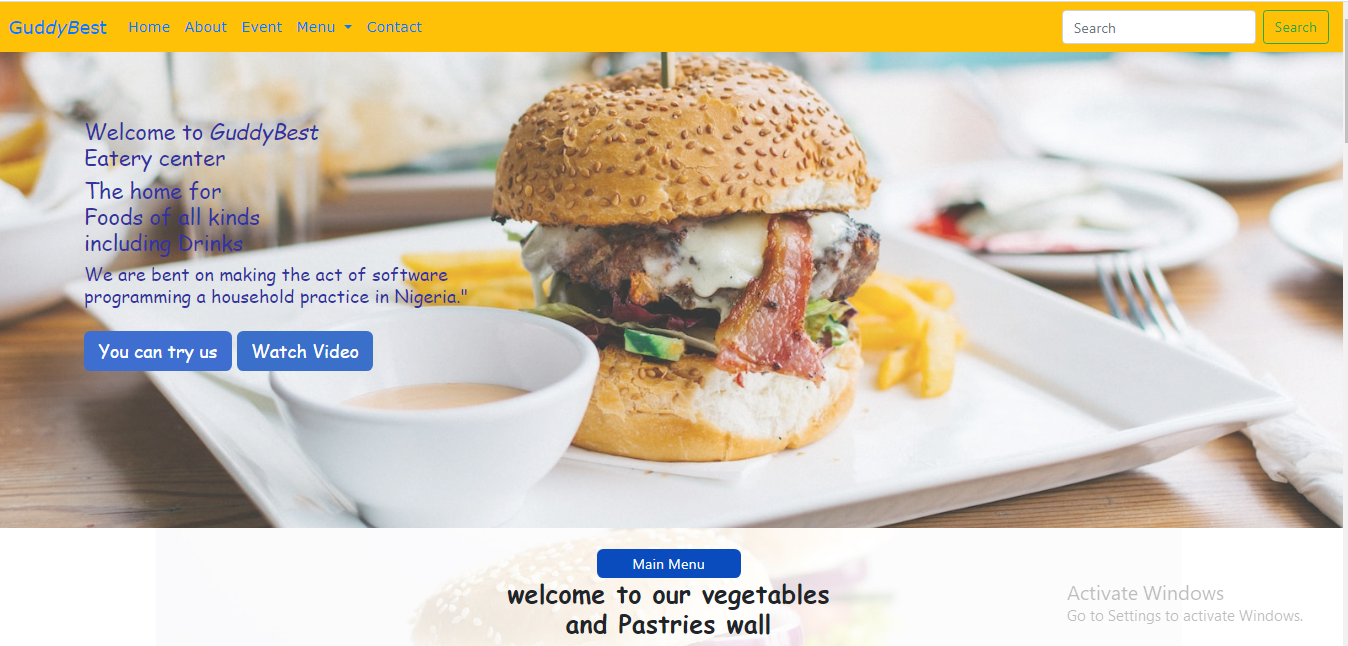 GuddyBest Home About Event Menu Contact Search Search
Welcome to GuddyBest
Eatery center
The home for
Foods of all kinds
including Drinks
We are bent on making the act of software
programming a household practice in Nigeria."
You can try us Watch Video
Main Menu
welcome to our vegetables
and Pastries wall
Activate Windows
Go to Settings to activate Windows.